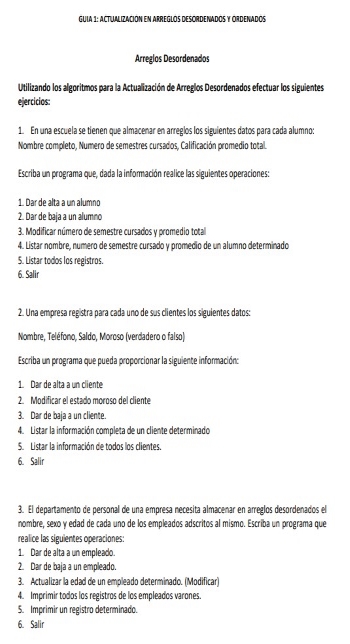 GUIA 1: ACTUALIZACION EN ARREGLOS DESORDENADOS Y ORDENADOS
Arreglos Desordenados
Utilizando los algoritmos para la Actualización de Arreglos Desordenados efectuar los siguientes
ejercicios:
1. En una escuela se tienen que almacenar en arreglos los siguientes datos para cada alumno:
Nombre completo, Numero de semestres cursados, Calificación promedio total.
Escriba un programa que, dada la información realice las siguientes operaciones:
1. Dar de alta a un alumno
2. Dar de baja a un alumno
3. Modificar número de semestre cursados y promedio total
4. Listar nombre, numero de semestre cursado y promedio de un alumno determinado
5. Listar todos los registros.
6. Salir
2. Una empresa registra para cada uno de sus clientes los siguientes datos:
Nombre, Teléfono, Saldo, Moroso (verdadero o falso)
Escriba un programa que pueda proporcionar la siguiente información:
1. Dar de alta a un cliente
2. Modificar el estado moroso del cliente
3. Dar de baja a un cliente.
4. Listar la información completa de un cliente determinado
5. Listar la información de todos los clientes.
6. Salir
3. El departamento de personal de una empresa necesita almacenar en arreglos desordenados el
nombre, sexo y edad de cada uno de los empleados adscritos al mismo. Escriba un programa que
realice las siguientes operaciones:
1. Dar de alta a un empleado.
2. Dar de baja a un empleado.
3. Actualizar la edad de un empleado determinado. (Modificar)
4. Imprimir todos los registros de los empleados varones.
5. Imprimir un registro determinado.
6. Salir